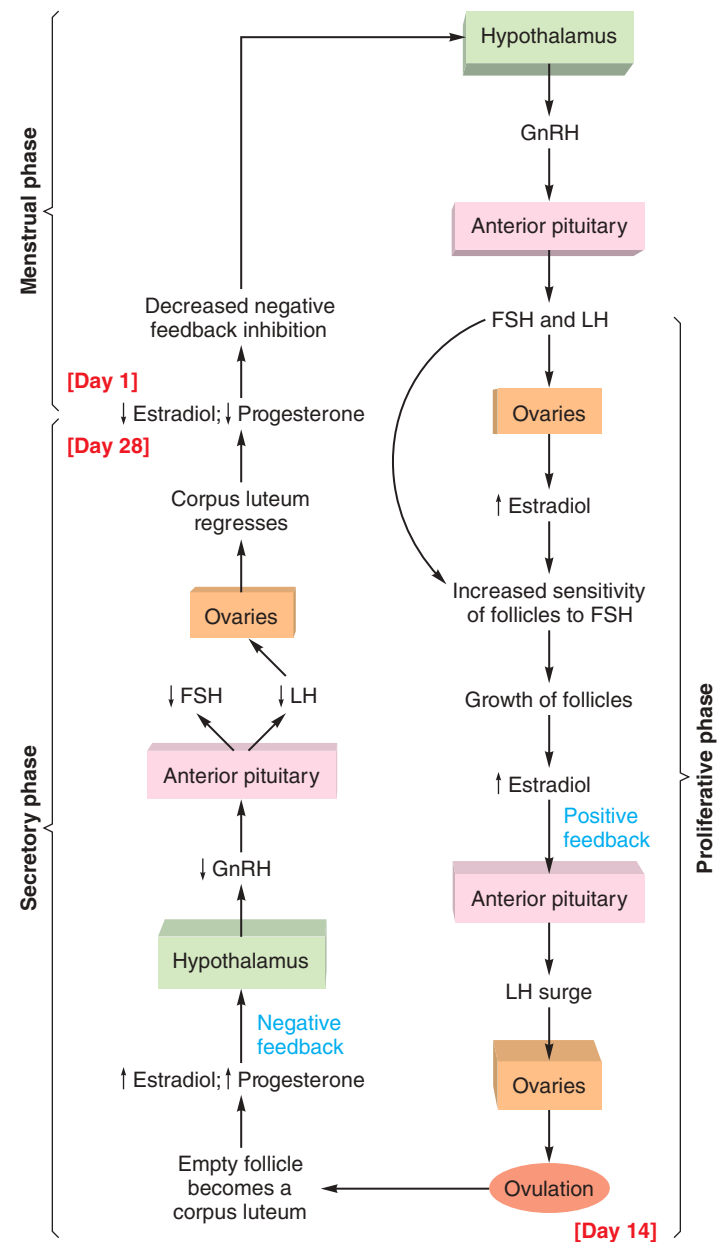 Hypothalamus
GnRH
Anterior pituitary
FSH and LH
Ovaries
↑ Estradiol
Increased sensitivity
of follicles to FSH
Growth of follicles
↑ Estradiol
Positive
feedback
Anterior pituitary
LH surge
Ovaries
Ovulation
[Day 14]
Proliferative phase
Empty follicle
becomes a
corpus luteum
↑ Estradiol; ↑ Progesterone
Negative
feedback
Hypothalamus
↓ GnRH
Anterior pituitary
↓ FSH
↓ LH
Ovaries
Corpus luteum
regresses
[Day 28]
Secretory phase
↓ Estradiol; ↓ Progesterone
[Day 1]
Decreased negative
feedback inhibition
Menstrual phase